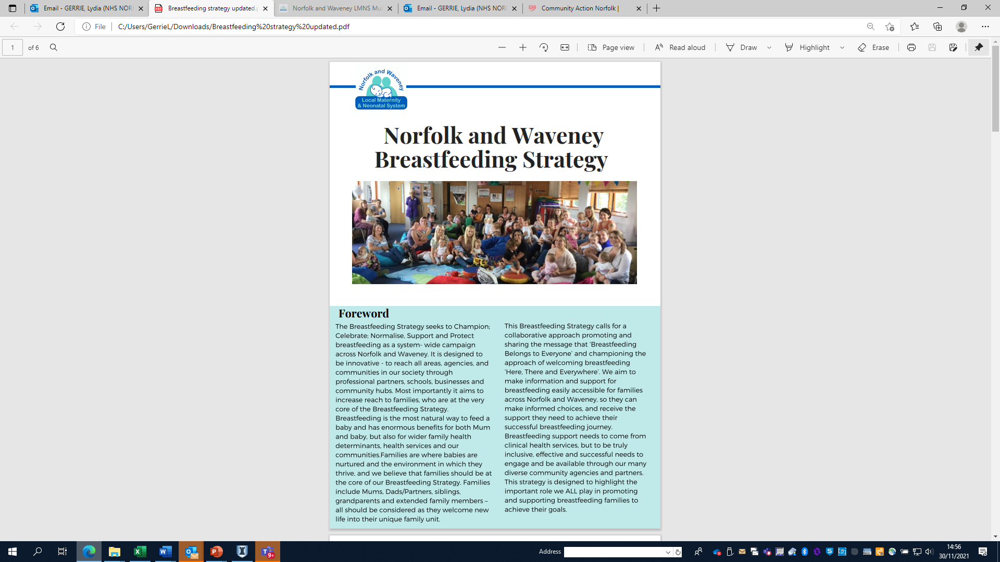 Email - GERRIE, Lydia (NHS NORF
Breastfeeding strategy updated.p
Norfolk and Waveney LMNS Mul
Email - GERRIE, Lydia (NHS NORF
Community Action Norfolk |
File
C:/Users/GerrieL/Downloads/Breastfeeding%20strategy%20updated.pdf
1
of 6
Page view
Read aloud
Draw
Highlight
Erase
Norfolk and Waveney
Local Maternity
& Neonatal System
Norfolk and Waveney
Breastfeeding Strategy
Foreword
The Breastfeeding Strategy seeks to Champion;
Celebrate; Normalise, Support and Protect
breastfeeding as a system- wide campaign
across Norfolk and Waveney. It is designed to
be innovative - to reach all areas, agencies, and
communities in our society through
professional partners, schools, businesses and
community hubs. Most importantly it aims to
increase reach to families, who are at the very
core of the Breastfeeding Strategy.
Breastfeeding is the most natural way to feed a
baby and has enormous benefits for both Mum
and baby, but also for wider family health
determinants, health services and our
communities.Families are where babies are
nurtured and the environment in which they
thrive, and we believe that families should be at
the core of our Breastfeeding Strategy. Families
include Mums, Dads/Partners, siblings,
grandparents and extended family members –
all should be considered as they welcome new
life into their unique family unit.
This Breastfeeding Strategy calls for a
collaborative approach promoting and
sharing the message that ‘Breastfeeding
Belongs to Everyone’ and championing the
approach of welcoming breastfeeding
‘Here, There and Everywhere’. We aim to
make information and support for
breastfeeding easily accessible for families
across Norfolk and Waveney, so they can
make informed choices, and receive the
support they need to achieve their
successful breastfeeding journey.
Breastfeeding support needs to come from
clinical health services, but to be truly
inclusive, effective and successful needs to
engage and be available through our many
diverse community agencies and partners.
This strategy is designed to highlight the
important role we ALL play in promoting
and supporting breastfeeding families to
achieve their goals.
Address
9+
14:56
30/11/2021